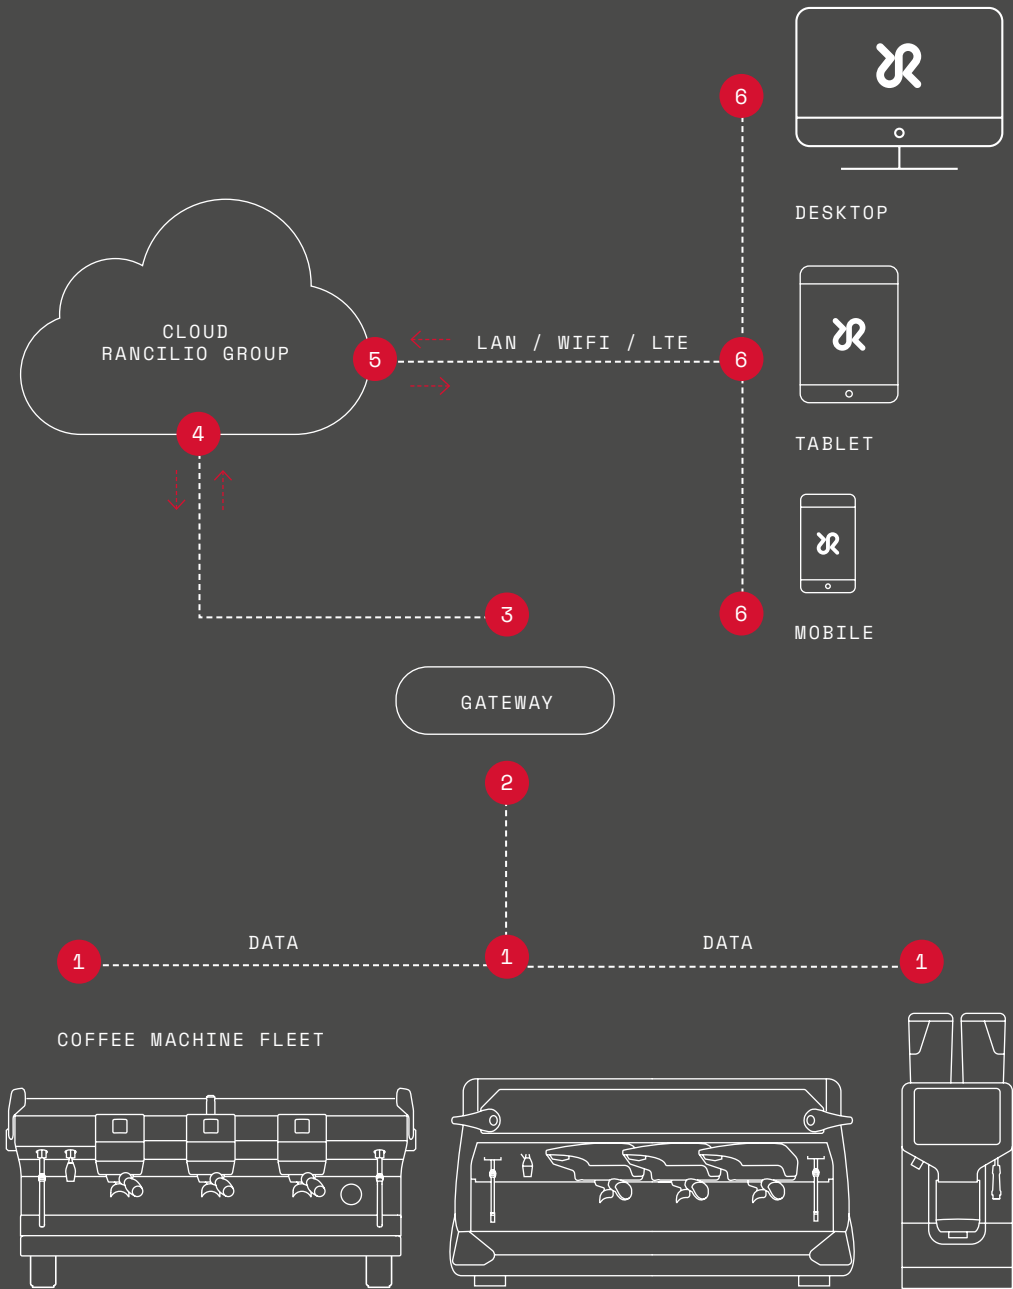 6
DESKTOP
CLOUD
RANCILIO GROUP
5
LAN / WIFI / LTE
6
4
TABLET
3
6
MOBILE
GATEWAY
2
DATA
DATA
1
1
1
COFFEE MACHINE FLEET